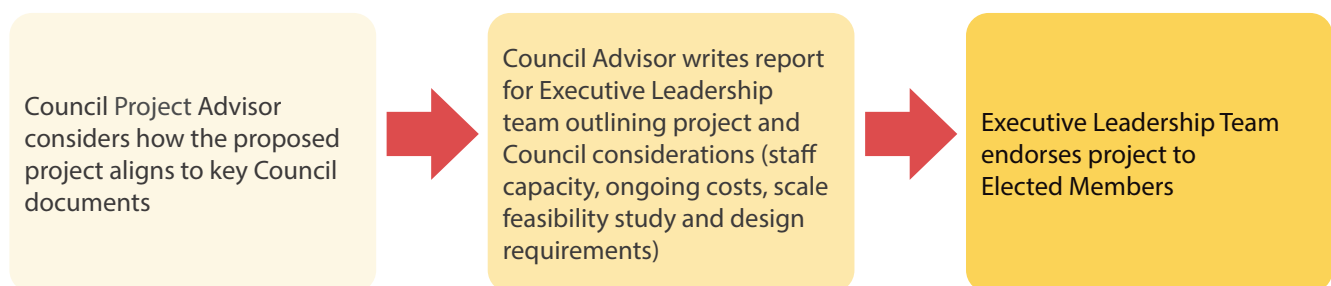 Council Project Advisor
considers how the proposed
project aligns to key Council
documents
Council Advisor writes report
for Executive Leadership
team outlining project and
Council considerations (staff
capacity, ongoing costs, scale
feasibility study and design
requirements)
Executive Leadership Team
endorses project to
Elected Members